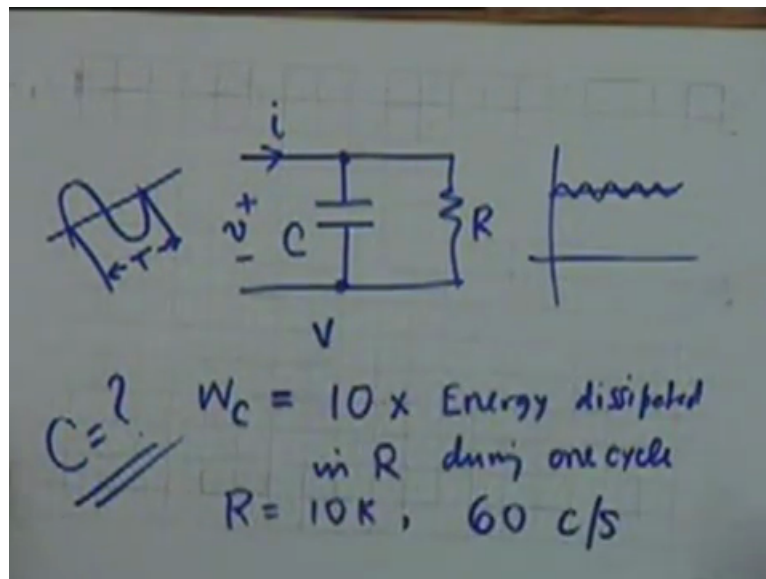 i
T
+
v
-
C
R
V
C=?
W_C = 10 x Energy dissipated
in R during one cycle
R = 10K, 60 c/s